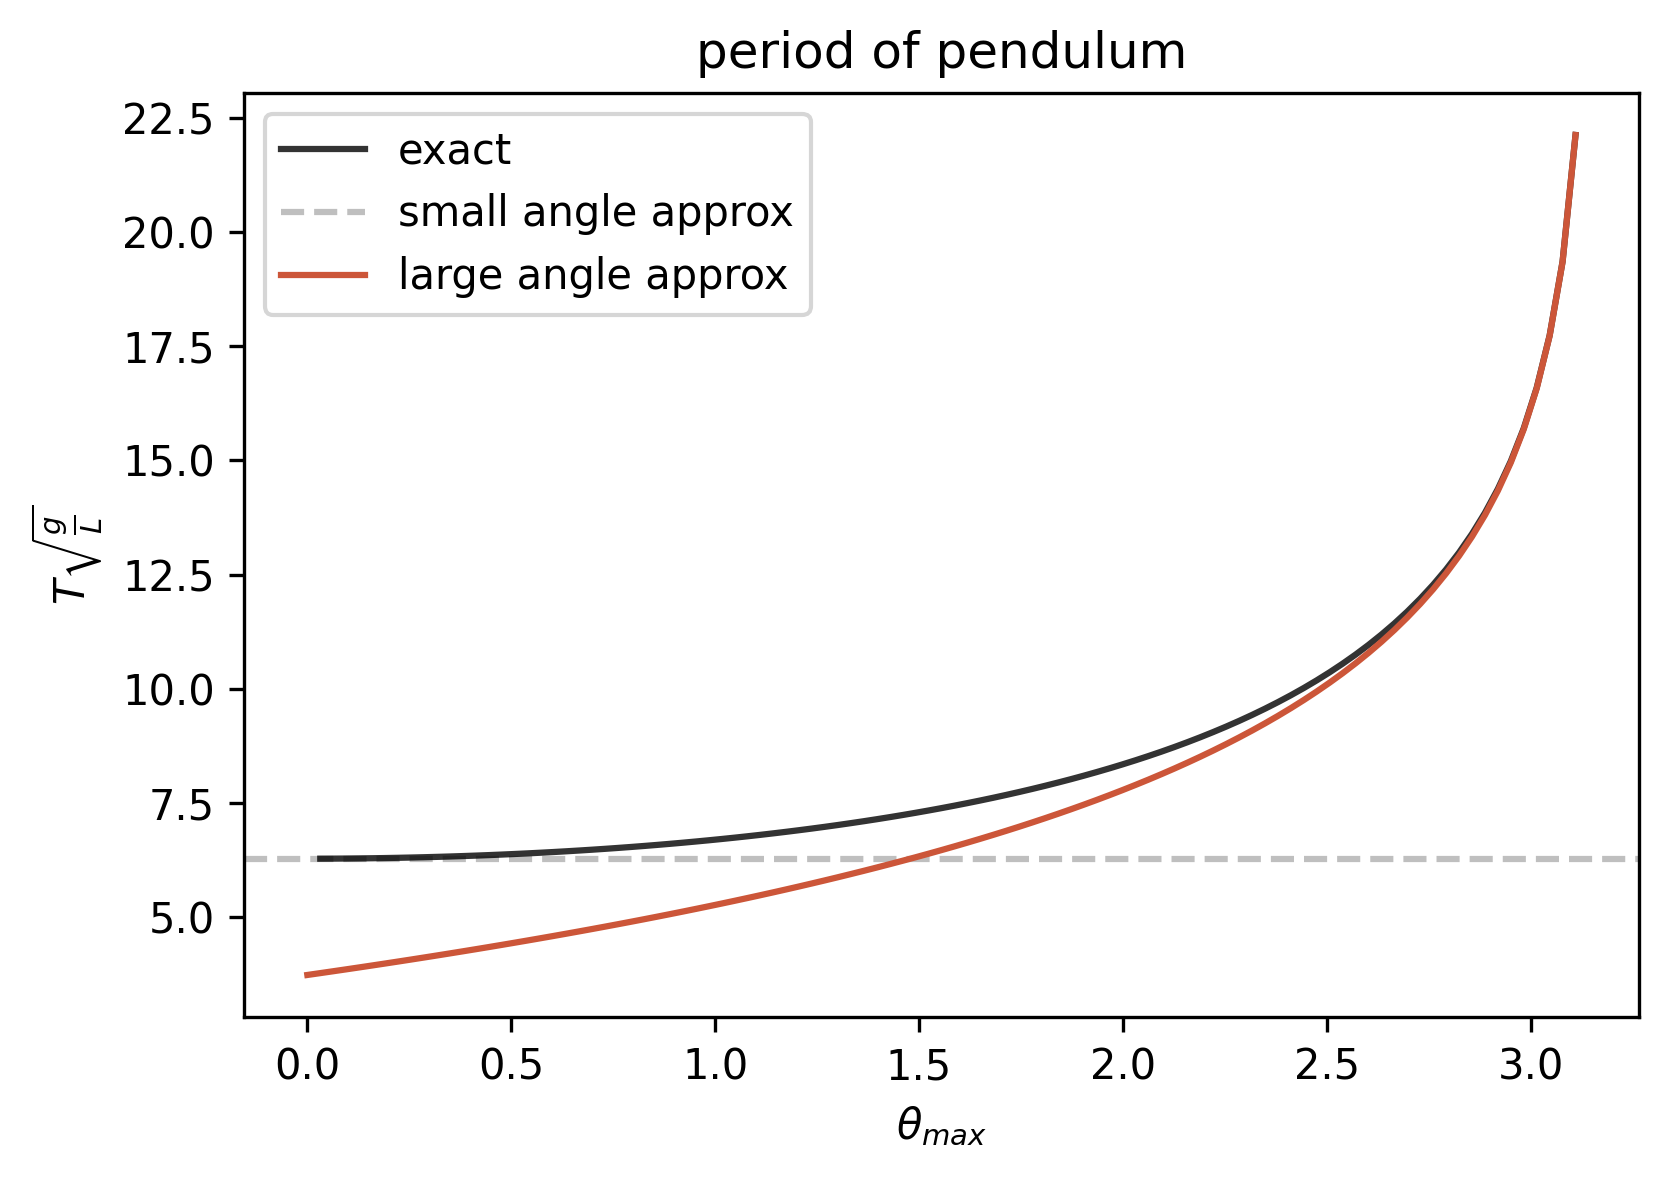 period of pendulum
exact
small angle approx
large angle approx
22.5
20.0
17.5
15.0
12.5
10.0
7.5
5.0
T√(g/L)
0.0 0.5 1.0 1.5 2.0 2.5 3.0
θ_max